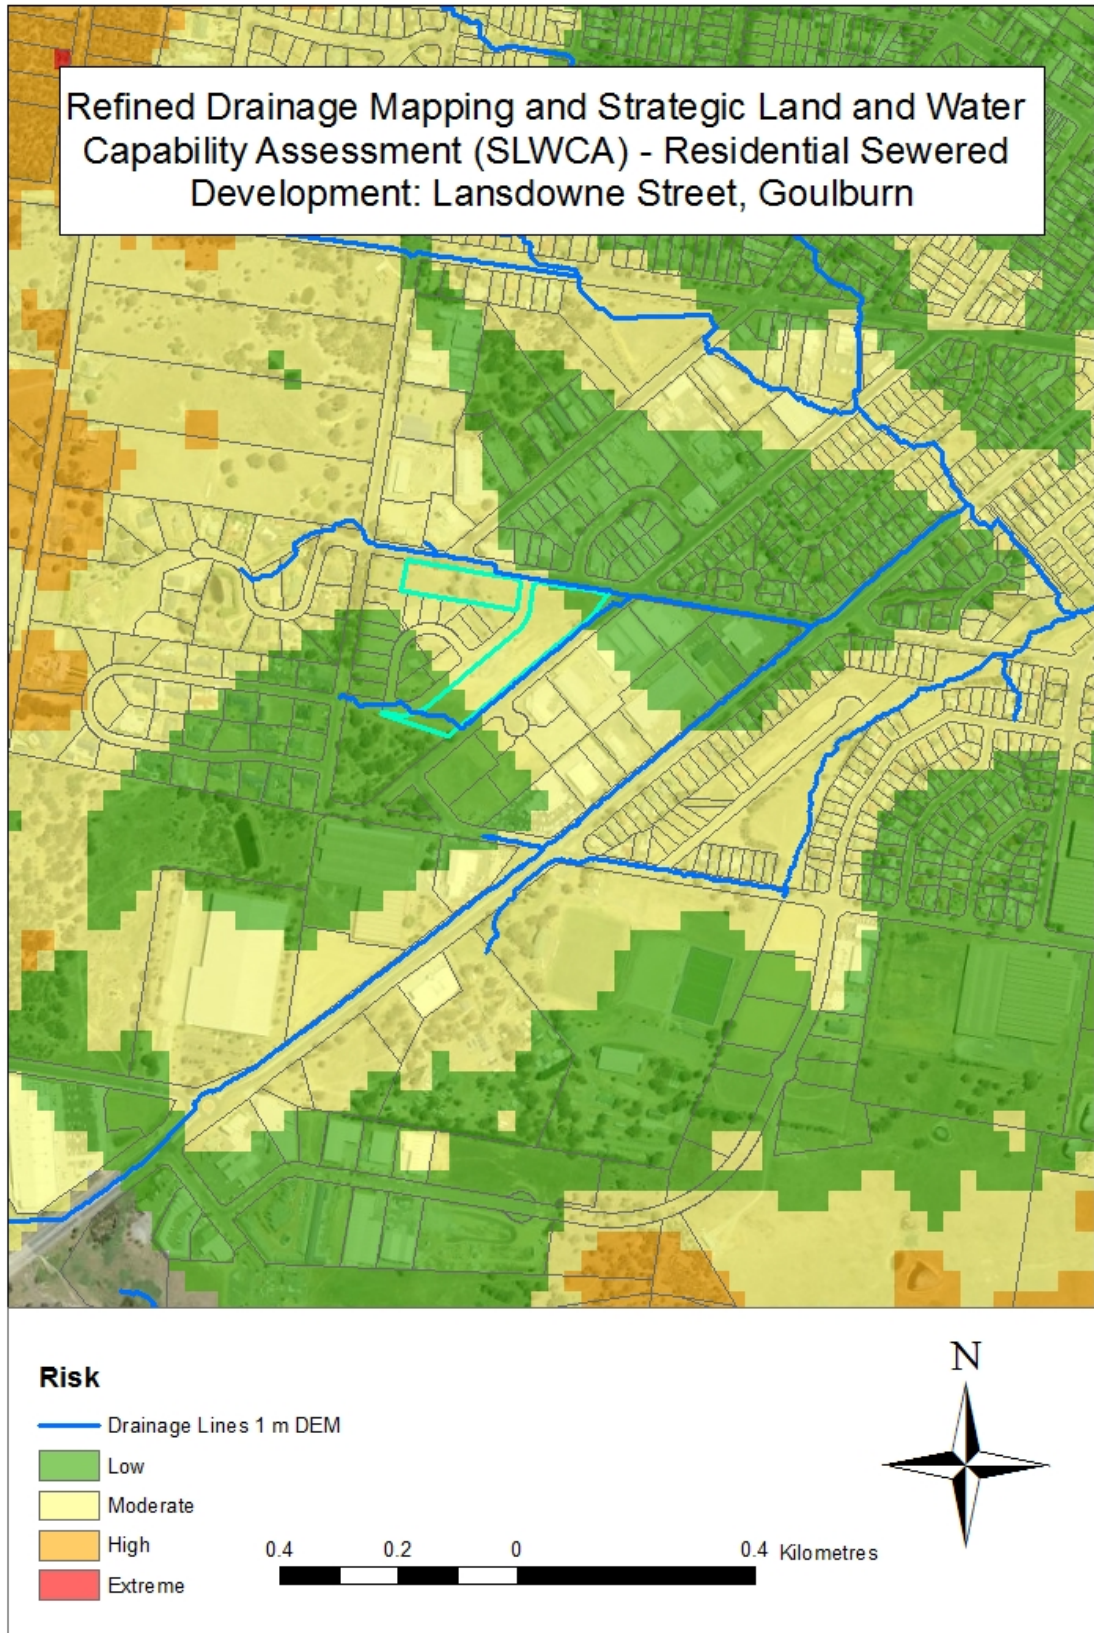 Refined Drainage Mapping and Strategic Land and Water
Capability Assessment (SLWCA) - Residential Sewered
Development: Lansdowne Street, Goulburn
Risk
Drainage Lines 1 m DEM
Low
Moderate
High
Extreme
N
0.4 0.2 0 0.4 Kilometres